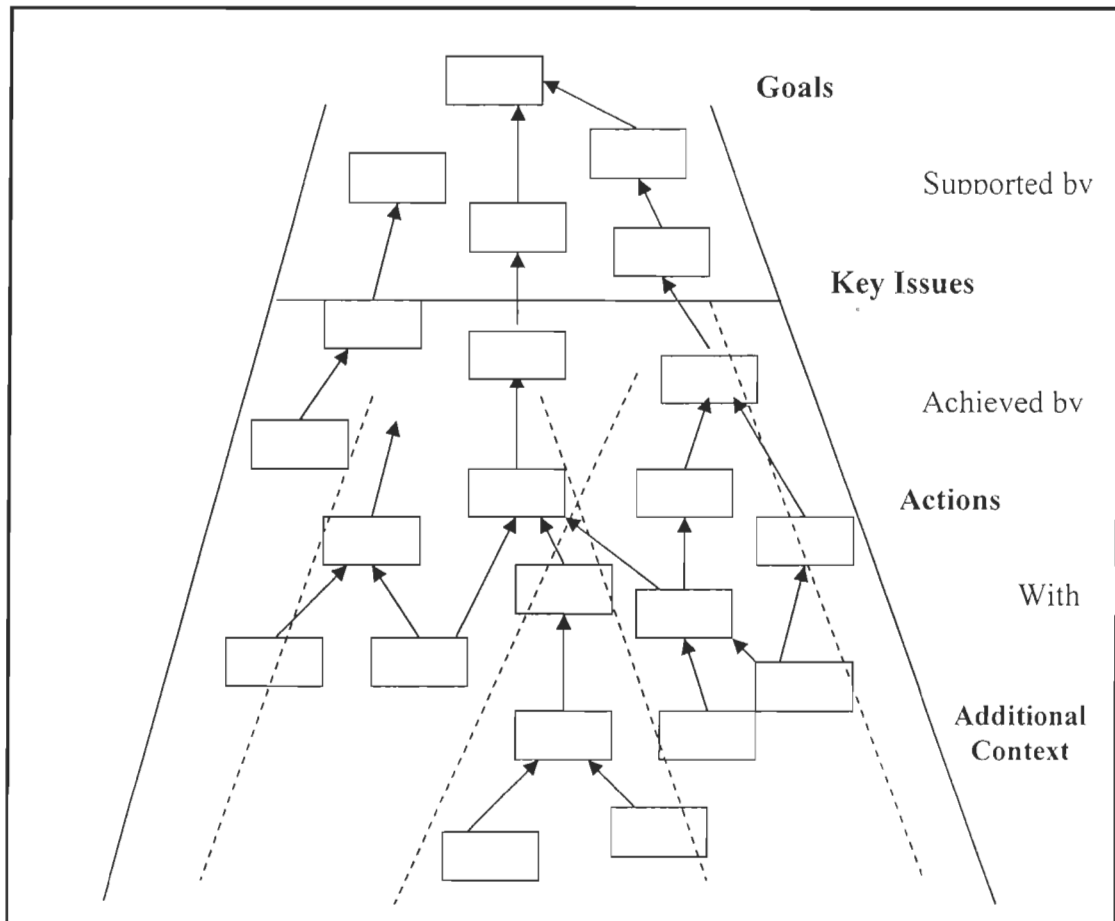 Goals
Supported by
Key Issues
Achieved by
Actions
With
Additional
Context